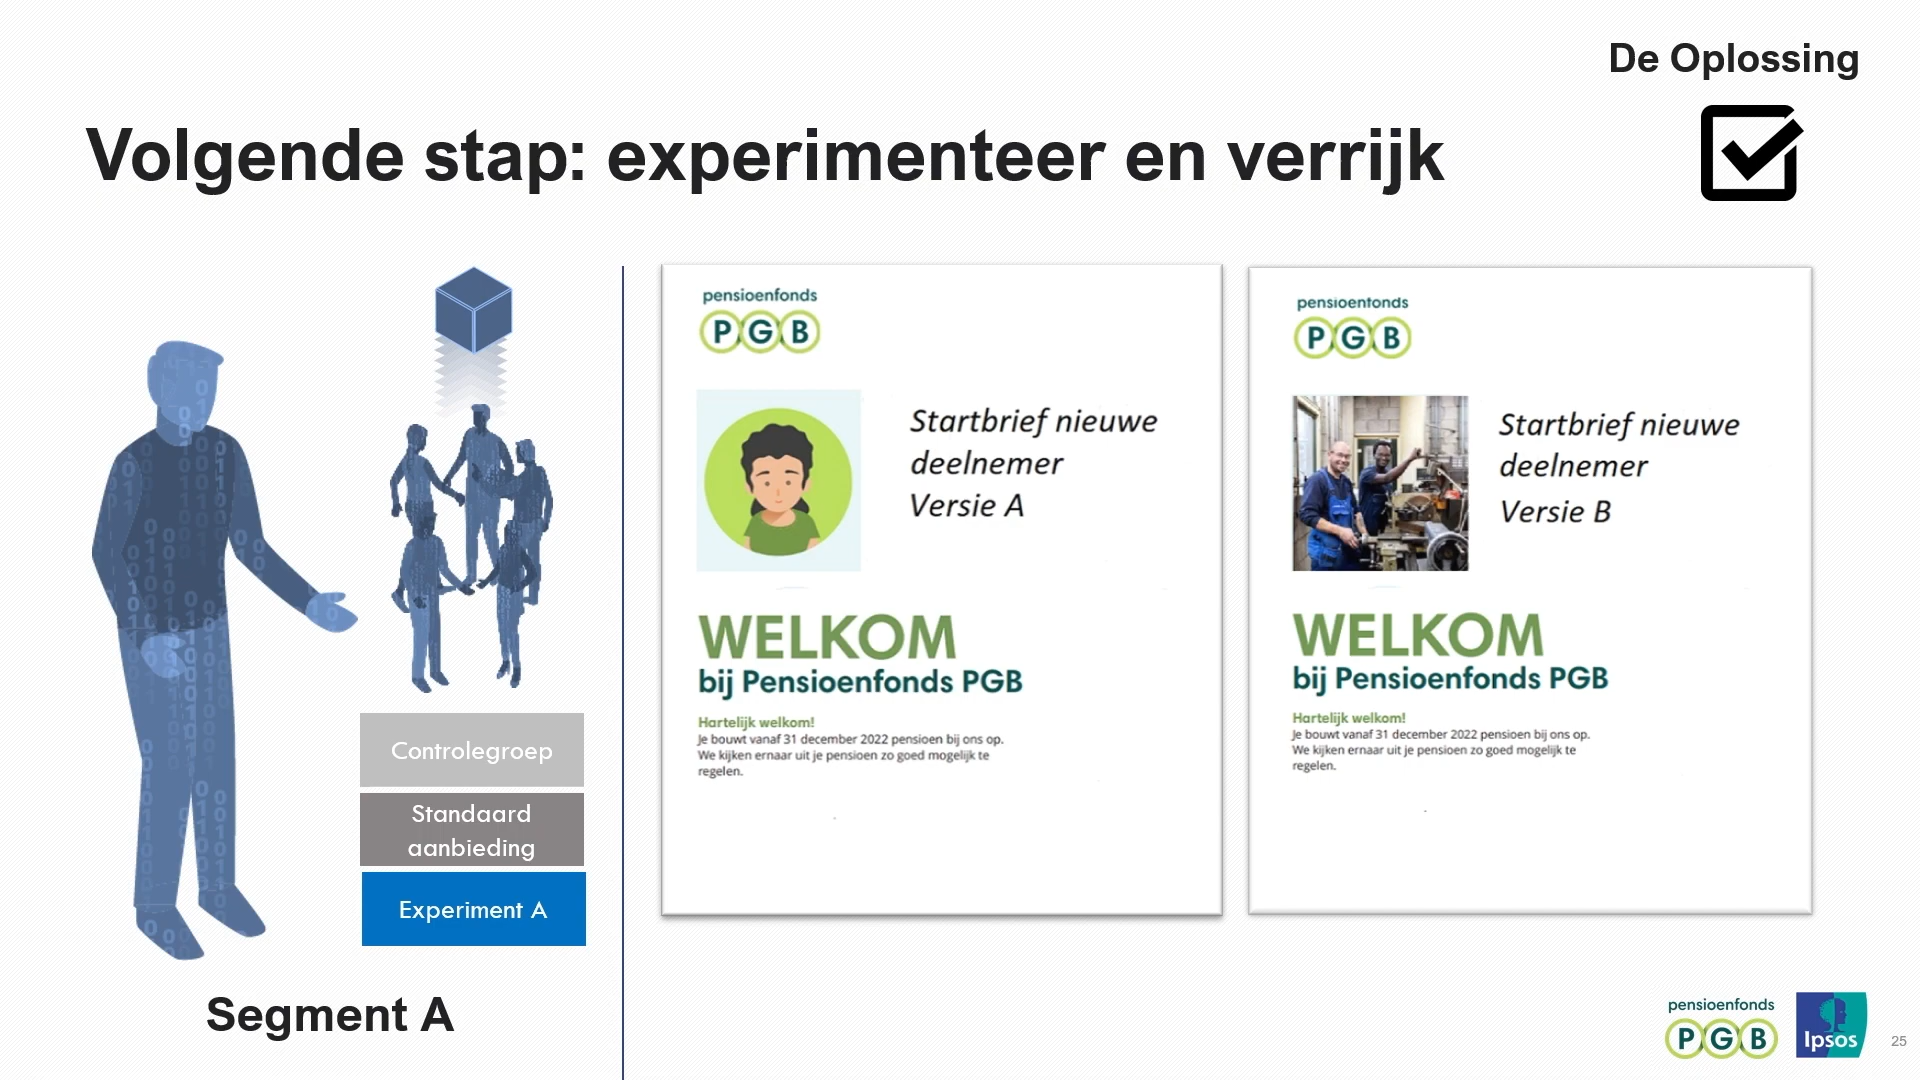 De Oplossing
Volgende stap: experimenteer en verrijk
Controlegroep
Standaard
aanbieding
Experiment A
Segment A
pensioenfonds
PGB
Startbrief nieuwe
deelnemer
Versie A
WELKOM
bij Pensioenfonds PGB
Hartelijk welkom!
Je bouwt vanaf 31 december 2022 pensioen bij ons op.
We kijken ernaar uit je pensioen zo goed mogelijk te
regelen.
pensioenfonds
PGB
Startbrief nieuwe
deelnemer
Versie B
WELKOM
bij Pensioenfonds PGB
Hartelijk welkom!
Je bouwt vanaf 31 december 2022 pensioen bij ons op.
We kijken ernaar uit je pensioen zo goed mogelijk te
regelen.
pensioenfonds
PGB
Ipsos
25